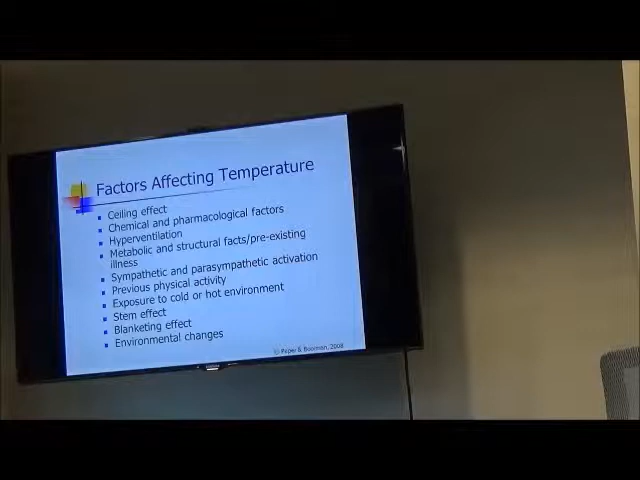 Factors Affecting Temperature
Ceiling effect
Chemical and pharmacological factors
Hyperventilation
Metabolic and structural facts/pre-existing
illness
Sympathetic and parasympathetic activation
Previous physical activity
Exposure to cold or hot environment
Stem effect
Blanketing effect
Environmental changes
© Peper & Booiman, 2008